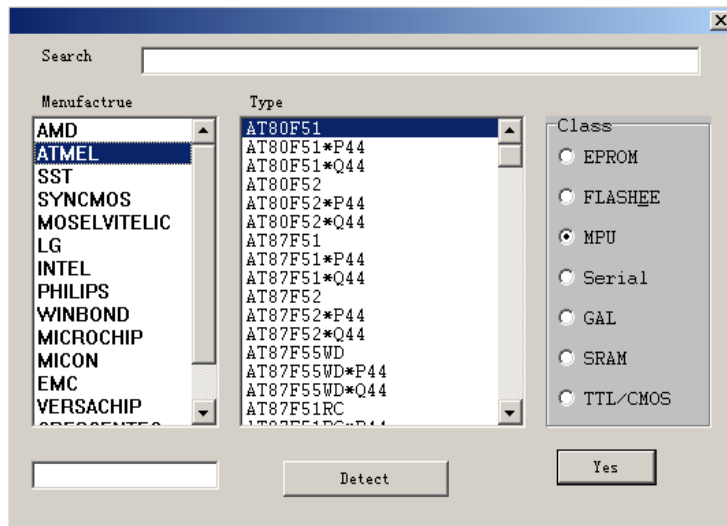 Search
Menufactrue
AMD
ATMEL
SST
SYNCMOS
MOSELVITELIC
LG
INTEL
PHILIPS
WINBOND
MICROCHIP
MICON
EMC
VERSACHIP
Type
AT80F51
AT80F51*P44
AT80F51*Q44
AT80F52
AT80F52*P44
AT80F52*Q44
AT87F51
AT87F51*P44
AT87F51*Q44
AT87F52
AT87F52*P44
AT87F52*Q44
AT87F55WD
AT87F55WD*P44
AT87F55WD*Q44
AT87F51RC
Class
EPROM
FLASHEE
MPU
Serial
GAL
SRAM
TTL/CMOS
Detect
Yes